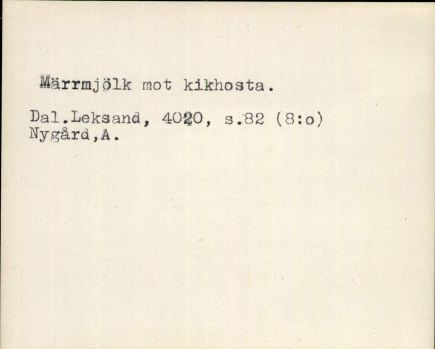 Märrmjölk mot kikhosta.
Dal.Leksand, 4020, s.82 (8:o)
Nygård,A.